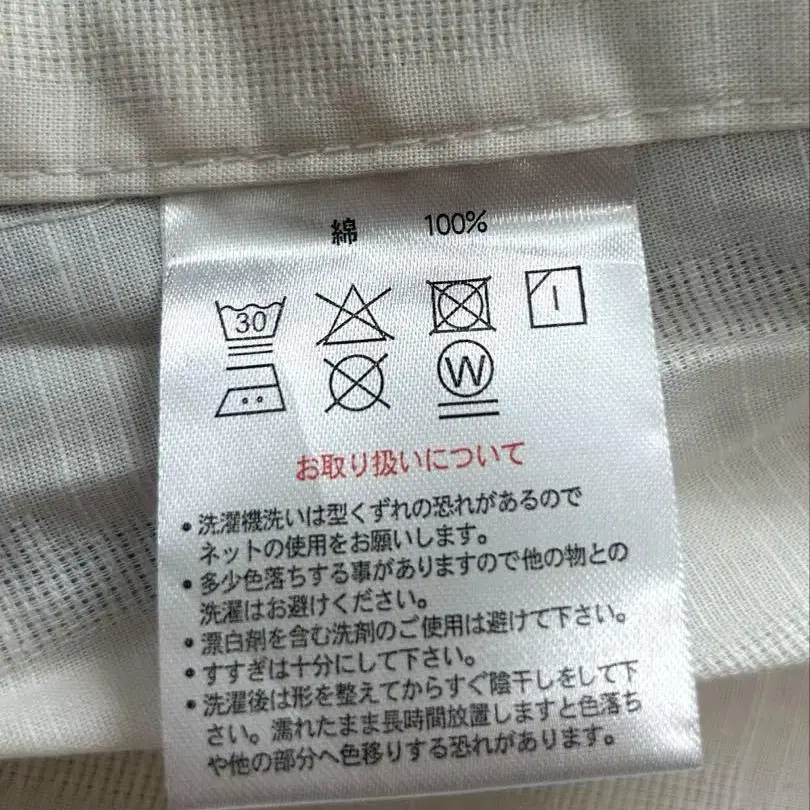 綿 100%
30
W
お取り扱いについて
• 洗濯機洗いは型くずれの恐れがあるので
ネットの使用をお願いします。
• 多少色落ちする事がありますので他の物との
洗濯はお避けください。
• 漂白剤を含む洗剤のご使用は避けて下さい。
• すすぎは十分にして下さい。
• 洗濯後は形を整えてからすぐ陰干しをして下
さい。濡れたまま長時間放置しますと色落ち
や他の部分へ色移りする恐れがあります。